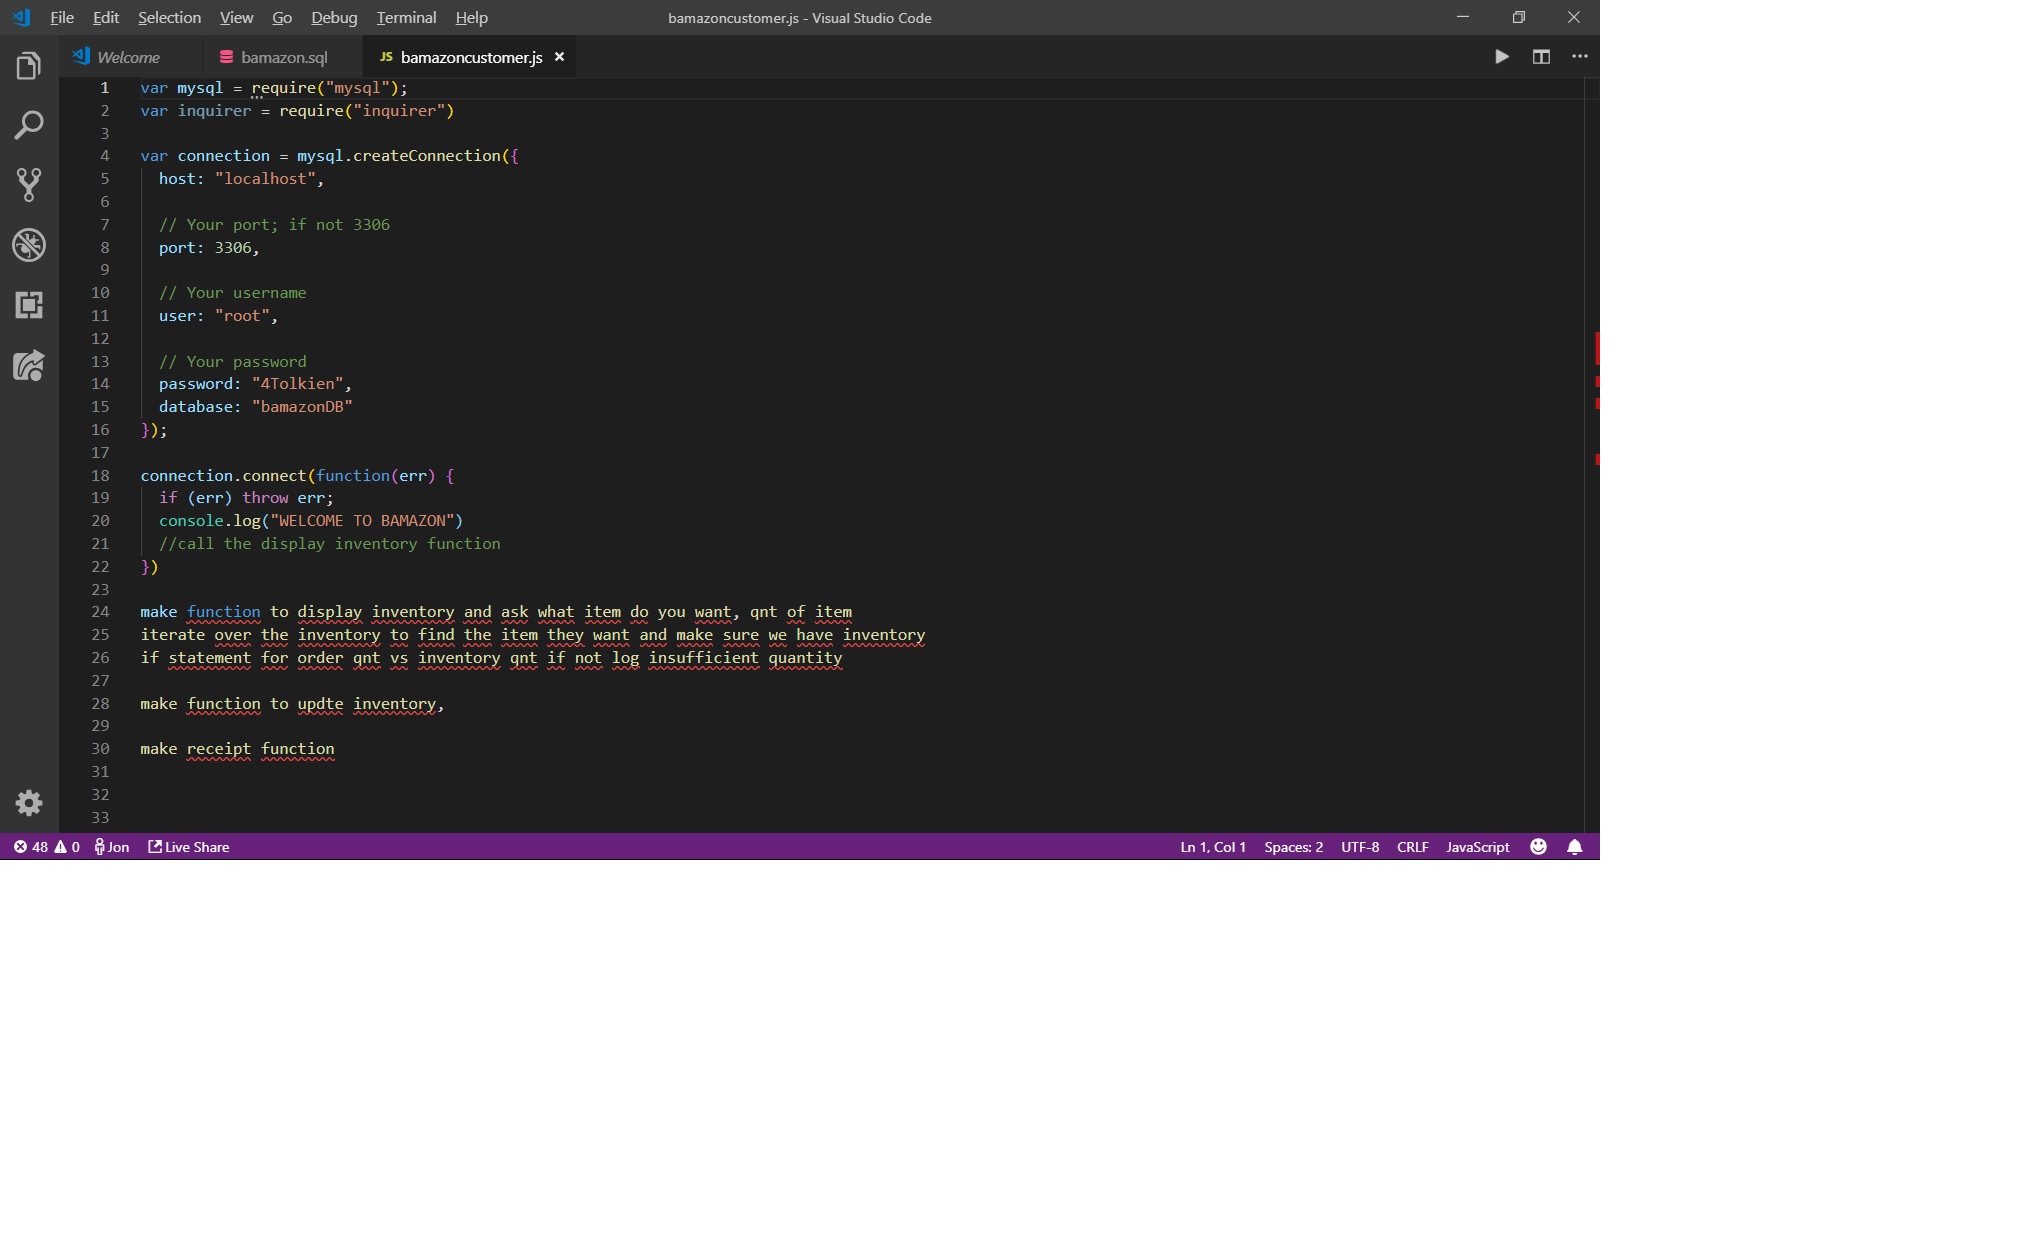 File Edit Selection View Go Debug Terminal Help bamazoncustomer.js - Visual Studio Code
Welcome bamazon.sql JS bamazoncustomer.js
1 var mysql = require("mysql");
2 var inquirer = require("inquirer")
3
4 var connection = mysql.createConnection({
5 host: "localhost",
6
7 // Your port; if not 3306
8 port: 3306,
9
10 // Your username
11 user: "root",
12
13 // Your password
14 password: "4Tolkien",
15 database: "bamazonDB"
16 });
17
18 connection.connect(function(err) {
19 if (err) throw err;
20 console.log("WELCOME TO BAMAZON")
21 //call the display inventory function
22 })
23
24 make function to display inventory and ask what item do you want, qnt of item
25 iterate over the inventory to find the item they want and make sure we have inventory
26 if statement for order qnt vs inventory qnt if not log insufficient quantity
27
28 make function to updte inventory,
29
30 make receipt function
31
32
33
48 0 Jon Live Share Ln 1, Col 1 Spaces: 2 UTF-8 CRLF JavaScript